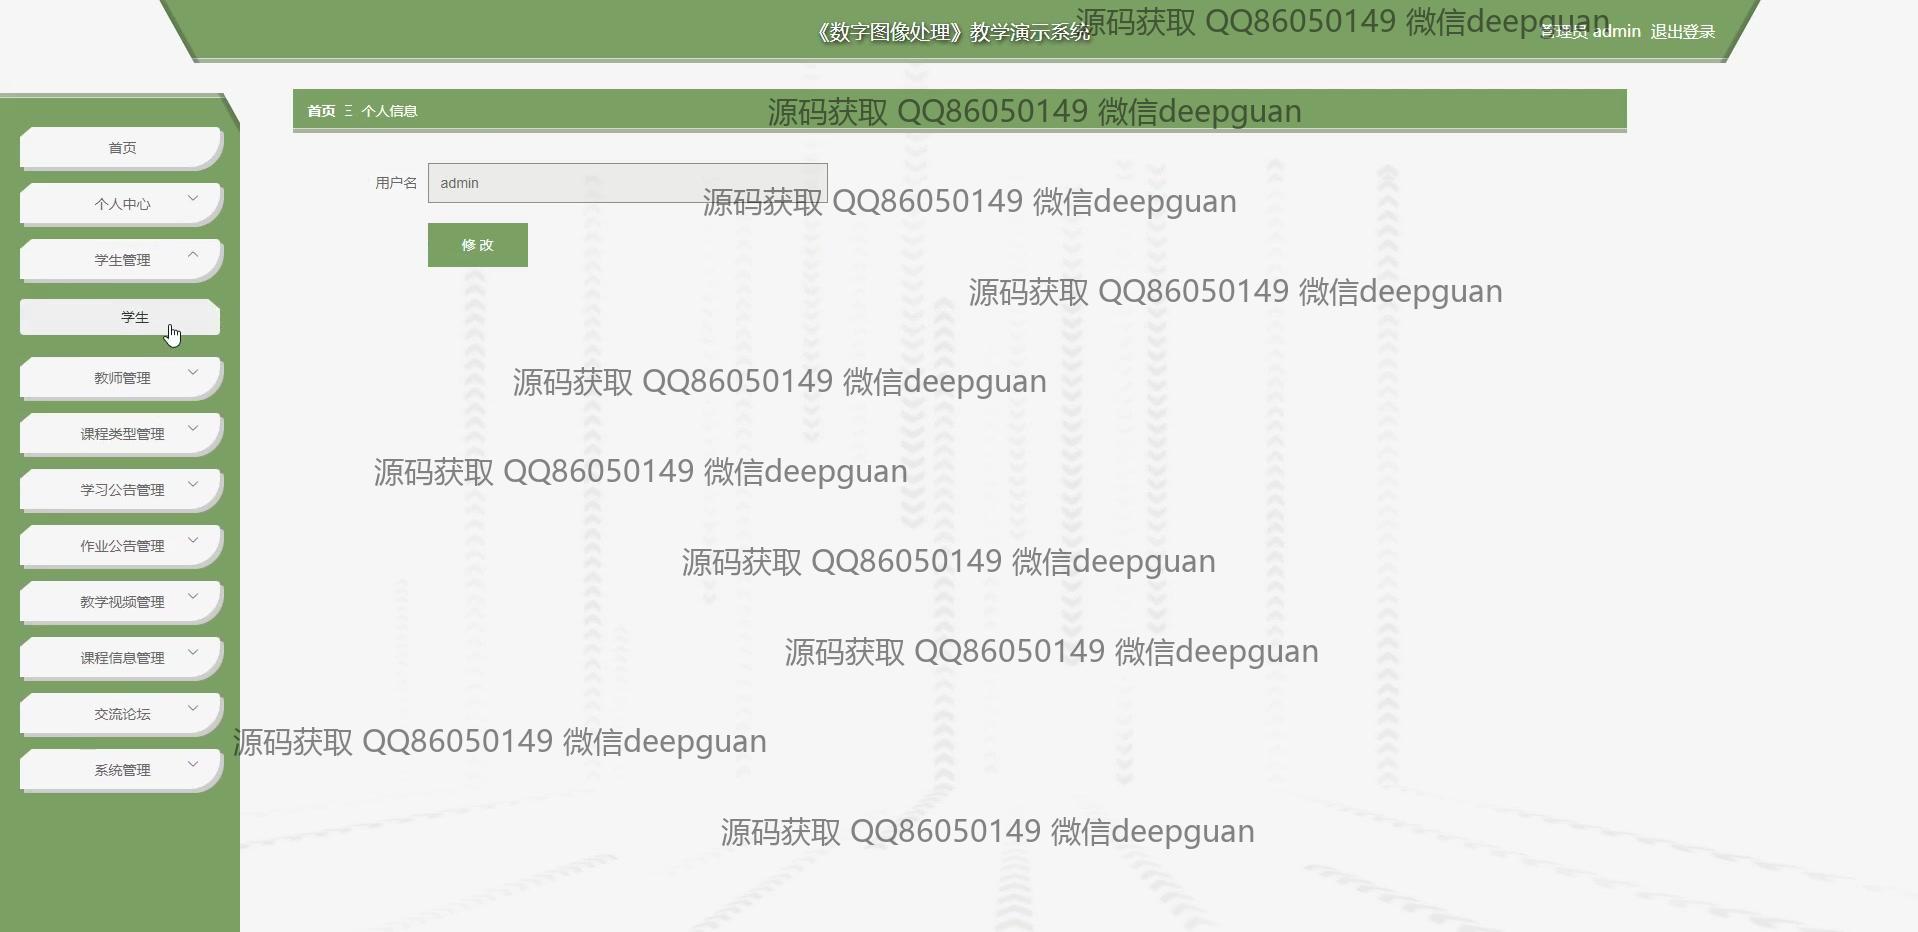 《数字图像处理》教学演示系统
源码获取 QQ86050149 微信deepguan
管理员 admin 退出登录
首页 Ξ 个人信息
源码获取 QQ86050149 微信deepguan
首页
个人中心
学生管理
学生
教师管理
课程类型管理
学习公告管理
作业公告管理
教学视频管理
课程信息管理
交流论坛
系统管理
用户名 admin
源码获取 QQ86050149 微信deepguan
修 改
源码获取 QQ86050149 微信deepguan
源码获取 QQ86050149 微信deepguan
源码获取 QQ86050149 微信deepguan
源码获取 QQ86050149 微信deepguan
源码获取 QQ86050149 微信deepguan
源码获取 QQ86050149 微信deepguan
源码获取 QQ86050149 微信deepguan